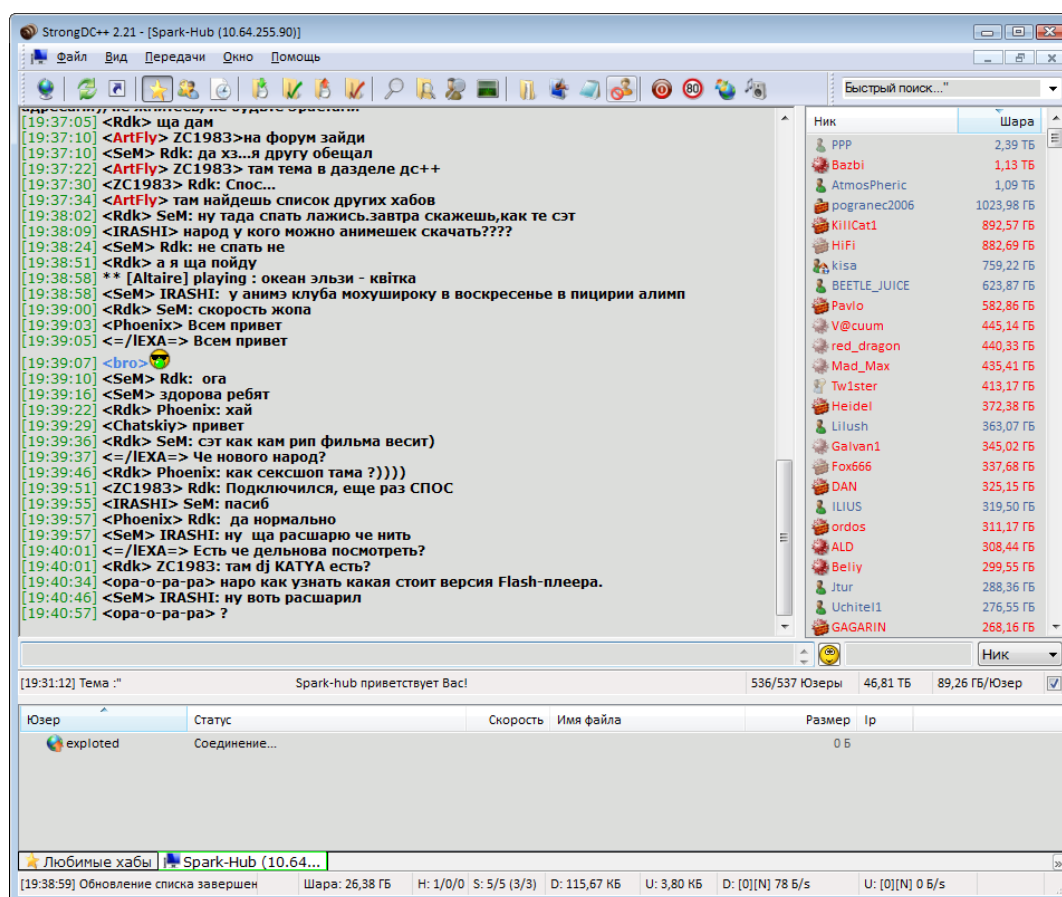 StrongDC++ 2.21 - [Spark-Hub (10.64.255.90)]
Файл Вид Передачи Окно Помощь
80 Быстрый поиск..."
[19:37:05] <Rdk> ща дам
[19:37:10] <ArtFly> ZC1983>на форум зайди
[19:37:10] <SeM> Rdk: да хз...я другу обещал
[19:37:22] <ArtFly> ZC1983> там тема в дазделе дс++
[19:37:30] <ZC1983> Rdk: Спос...
[19:37:34] <ArtFly> там найдешь список других хабов
[19:38:02] <Rdk> SeM: ну тада спать лажись.завтра скажешь,как те сэт
[19:38:09] <IRASHI> народ у кого можно анимешек скачать????
[19:38:24] <SeM> Rdk: не спать не
[19:38:51] <Rdk> а я ща пойду
[19:38:58] ** [Altaire] playing : океан эльзи - квітка
[19:38:58] <SeM> IRASHI:  у анимэ клуба мохушироку в воскресенье в пицирии алимп
[19:39:00] <Rdk> SeM: скорость жопа
[19:39:03] <Phoenix> Всем привет
[19:39:05] <=/lEXA=> Всем привет
[19:39:07] <bro>
[19:39:10] <SeM> Rdk:  ога
[19:39:16] <SeM> здорова ребят
[19:39:22] <Rdk> Phoenix: хай
[19:39:29] <Chatskiy> привет
[19:39:36] <Rdk> SeM: сэт как кам рип фильма весит)
[19:39:37] <=/lEXA=> Че нового народ?
[19:39:46] <Rdk> Phoenix: как сексшоп тама ?))))
[19:39:51] <ZC1983> Rdk: Подключился, еще раз СПОС
[19:39:55] <IRASHI> SeM: пасиб
[19:39:57] <Phoenix> Rdk:  да нормально
[19:39:57] <SeM> IRASHI: ну  ща расшарю че нить
[19:40:01] <=/lEXA=> Есть че дельнова посмотреть?
[19:40:01] <Rdk> ZC1983: там dj KATYA есть?
[19:40:34] <опа-о-ра-ра> наро как узнать какая стоит версия Flash-плеера.
[19:40:46] <SeM> IRASHI: ну воть расшарил
[19:40:57] <опа-о-ра-ра> ?
Ник Шара
PPP 2,39 ТБ
Bazbi 1,13 ТБ
AtmosPheric 1,09 ТБ
pogranec2006 1023,98 ГБ
KillCat1 892,57 ГБ
HiFi 882,69 ГБ
kisa 759,22 ГБ
BEETLE_JUICE 623,87 ГБ
Pavlo 582,86 ГБ
V@cuum 445,14 ГБ
red_dragon 440,33 ГБ
Mad_Max 435,41 ГБ
Tw1ster 413,17 ГБ
Heidel 372,38 ГБ
Lilush 363,07 ГБ
Galvan1 345,02 ГБ
Fox666 337,68 ГБ
DAN 325,15 ГБ
ILIUS 319,50 ГБ
ordos 311,17 ГБ
ALD 308,44 ГБ
Beliy 299,55 ГБ
Jtur 288,36 ГБ
Uchitel1 276,55 ГБ
GAGARIN 268,16 ГБ
Ник
[19:31:12] Тема :" Spark-hub приветствует Вас! 536/537 Юзеры 46,81 ТБ 89,26 ГБ/Юзер
Юзер Статус Скорость Имя файла Размер Ip
exploted Соединение... 0 Б
Любимые хабы Spark-Hub (10.64...
[19:38:59] Обновление списка завершен Шара: 26,38 ГБ H: 1/0/0 S: 5/5 (3/3) D: 115,67 КБ U: 3,80 КБ D: [0][N] 78 Б/s U: [0][N] 0 Б/s